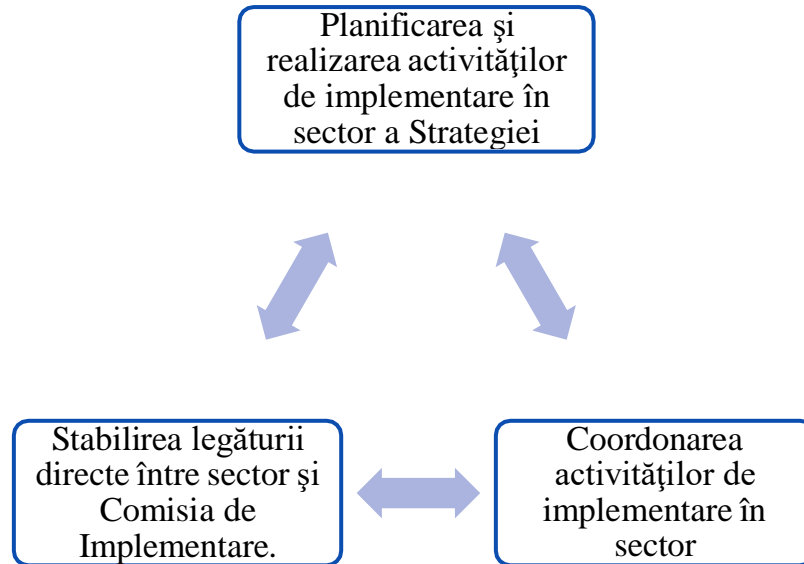 Planificarea şi
realizarea activităţilor
de implementare în
sector a Strategiei
Stabilirea legăturii
directe între sector şi
Comisia de
Implementare.
Coordonarea
activităţilor de
implementare în
sector